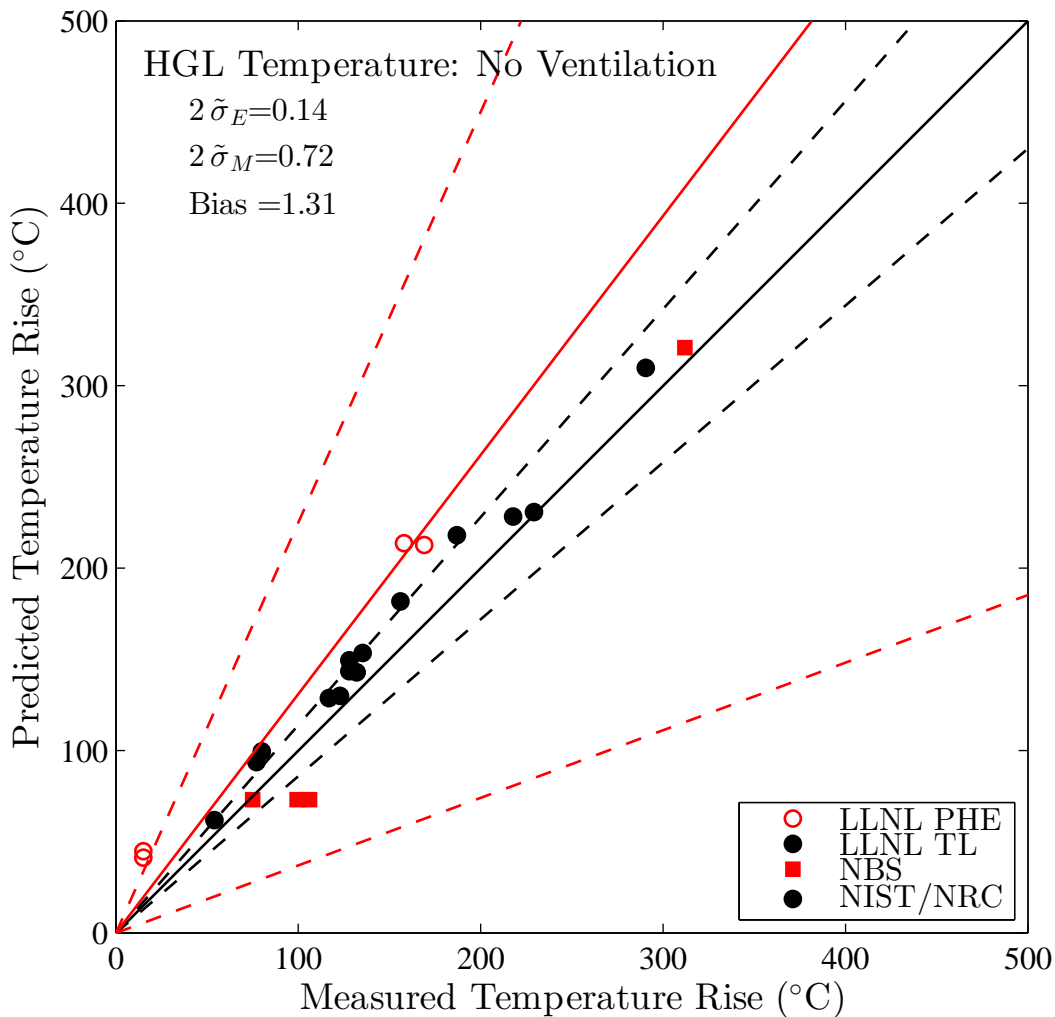 HGL Temperature: No Ventilation
2 σ̃_E=0.14
2 σ̃_M=0.72
Bias =1.31
500
400
300
200
100
0
Predicted Temperature Rise (°C)
LLNL PHE
LLNL TL
NBS
NIST/NRC
0 100 200 300 400 500
Measured Temperature Rise (°C)